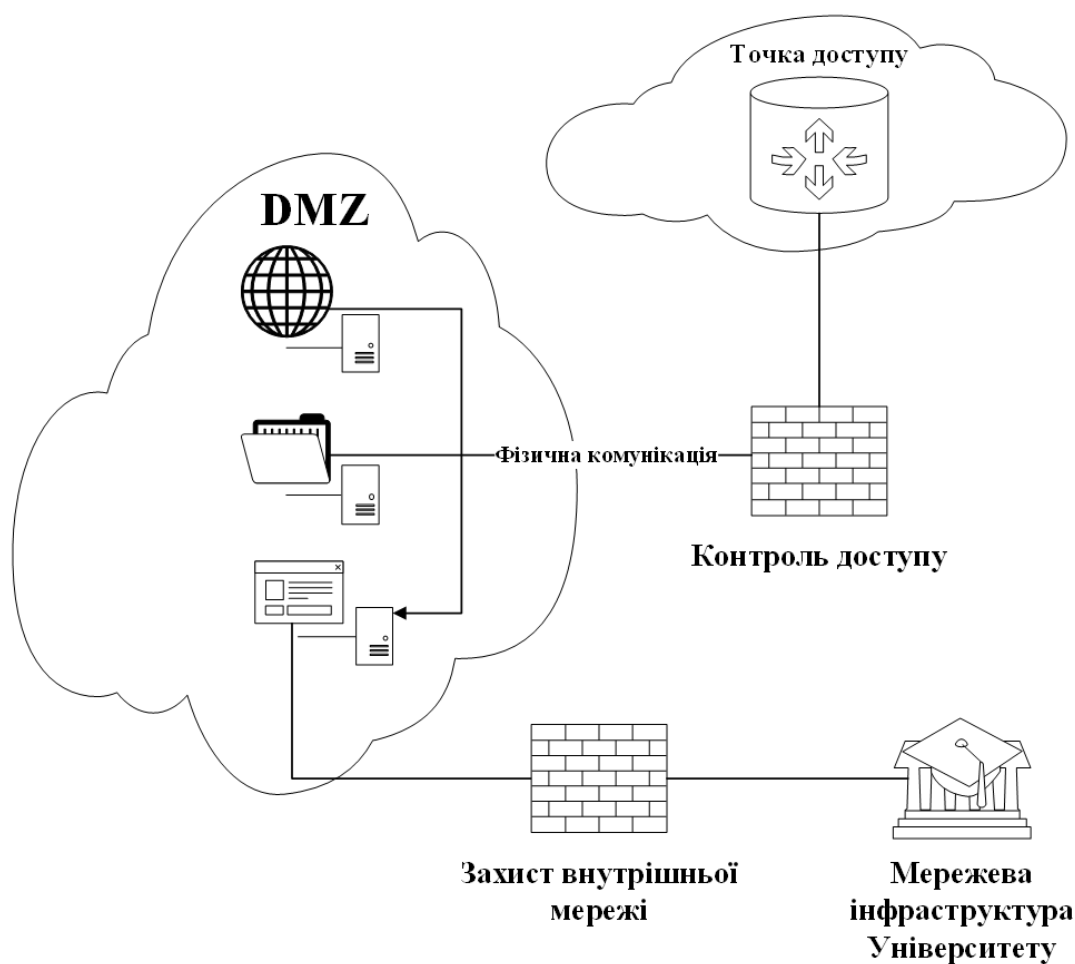 Точка доступу
DMZ
Фізична комунікація
Контроль доступу
Захист внутрішньої
мережі
Мережева
інфраструктура
Університету